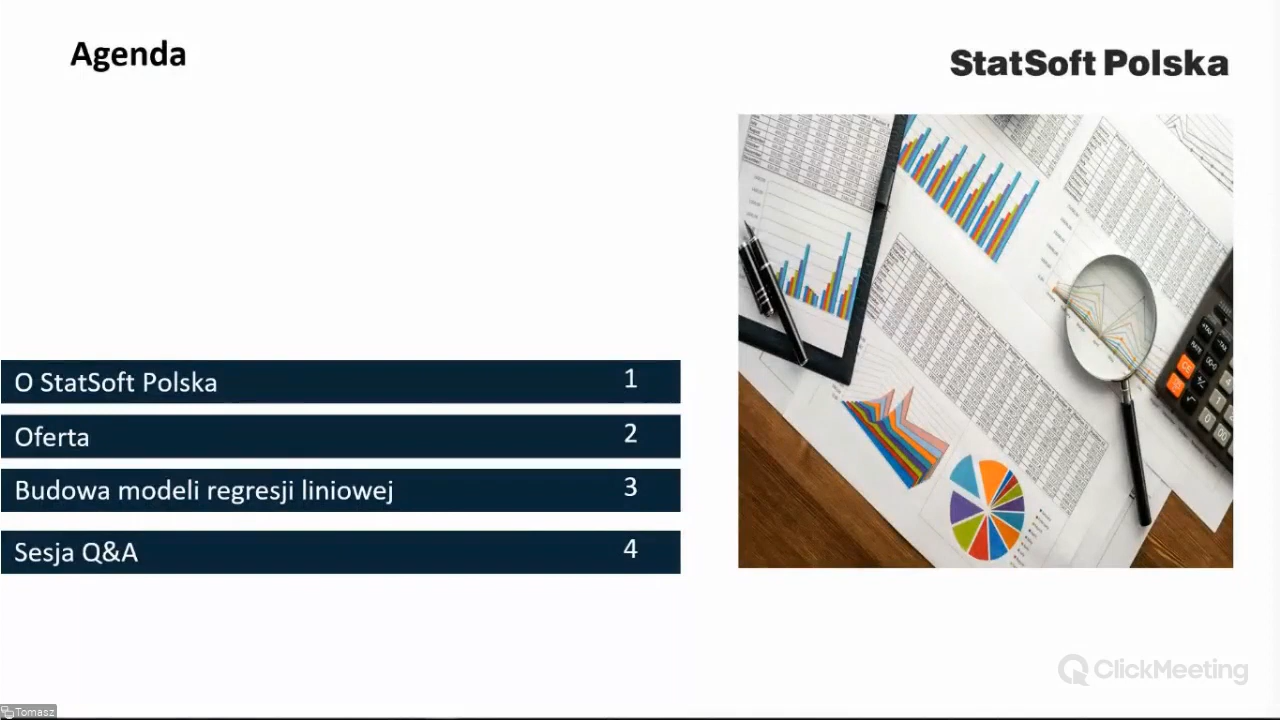 Agenda
StatSoft Polska
O StatSoft Polska 1
Oferta 2
Budowa modeli regresji liniowej 3
Sesja Q&A 4
ClickMeeting
Tomasz